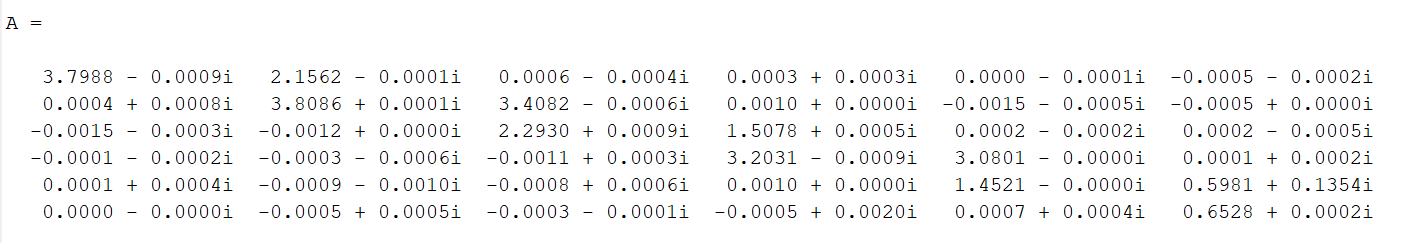 A =
3.7988 - 0.0009i 2.1562 - 0.0001i 0.0006 - 0.0004i 0.0003 + 0.0003i 0.0000 - 0.0001i -0.0005 - 0.0002i
0.0004 + 0.0008i 3.8086 + 0.0001i 3.4082 - 0.0006i 0.0010 + 0.0000i -0.0015 - 0.0005i -0.0005 + 0.0000i
-0.0015 - 0.0003i -0.0012 + 0.0000i 2.2930 + 0.0009i 1.5078 + 0.0005i 0.0002 - 0.0002i 0.0002 - 0.0005i
-0.0001 - 0.0002i -0.0003 - 0.0006i -0.0011 + 0.0003i 3.2031 - 0.0009i 3.0801 - 0.0000i 0.0001 + 0.0002i
0.0001 + 0.0004i -0.0009 - 0.0010i -0.0008 + 0.0006i 0.0010 + 0.0000i 1.4521 - 0.0000i 0.5981 + 0.1354i
0.0000 - 0.0000i -0.0005 + 0.0005i -0.0003 - 0.0001i -0.0005 + 0.0020i 0.0007 + 0.0004i 0.6528 + 0.0002i